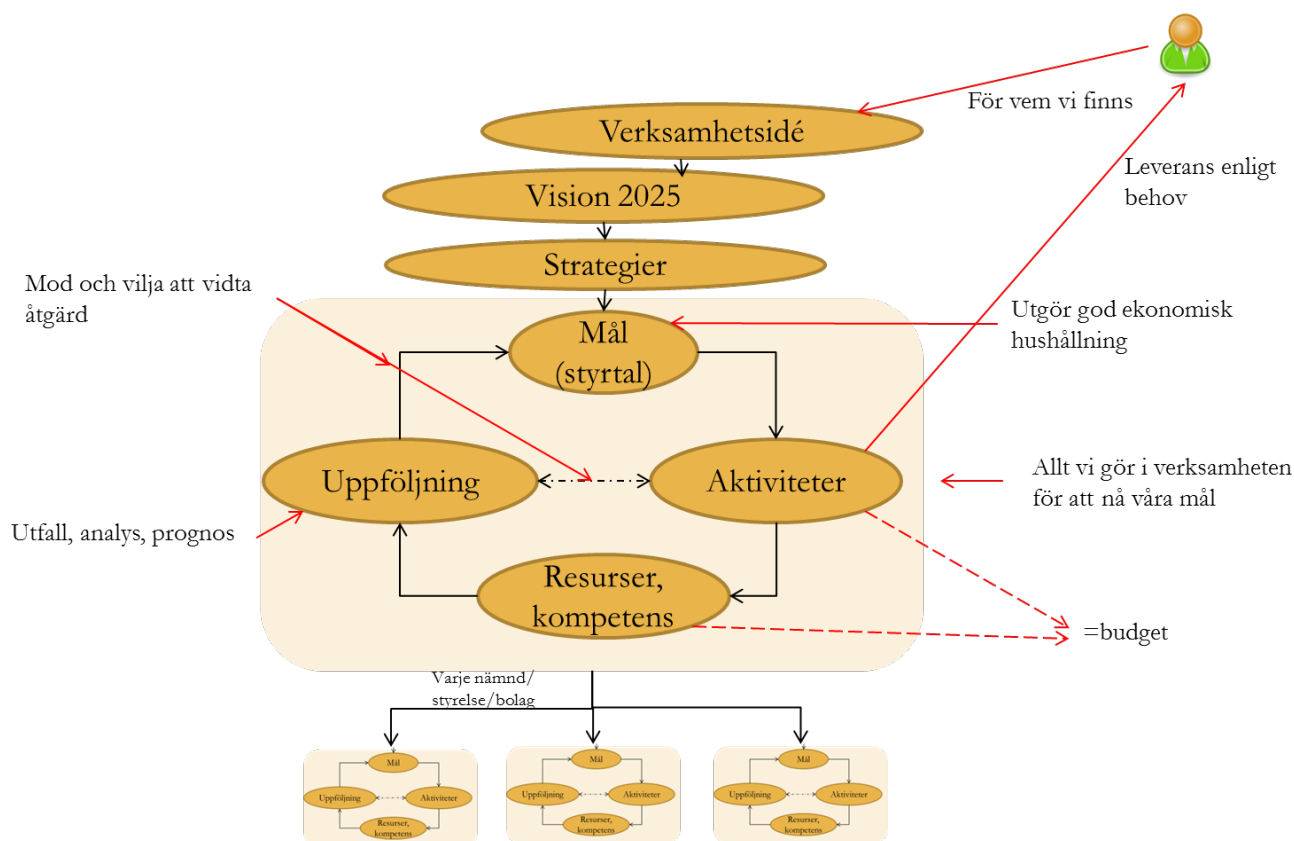 För vem vi finns
Verksamhetsidé
Leverans enligt
behov
Vision 2025
Strategier
Mod och vilja att vidta
åtgärd
Utgör god ekonomisk
hushållning
Mål
(styrtal)
Uppföljning
Aktiviteter
Allt vi gör i verksamheten
för att nå våra mål
Utfall, analys, prognos
Resurser,
kompetens
=budget
Varje nämnd/
styrelse/bolag
Mål
Uppföljning
Aktiviteter
Resurser,
kompetens
Mål
Uppföljning
Aktiviteter
Resurser,
kompetens
Mål
Uppföljning
Aktiviteter
Resurser,
kompetens